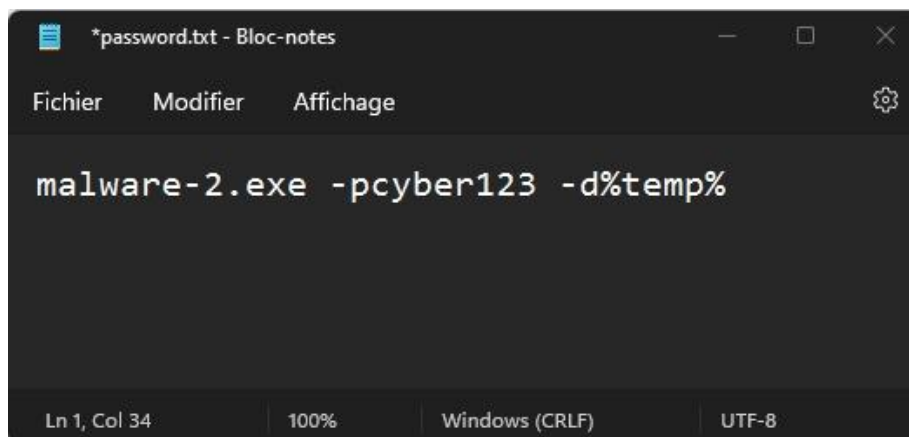 *password.txt - Bloc-notes
Fichier Modifier Affichage
malware-2.exe -pcyber123 -d%temp%
Ln 1, Col 34 100% Windows (CRLF) UTF-8